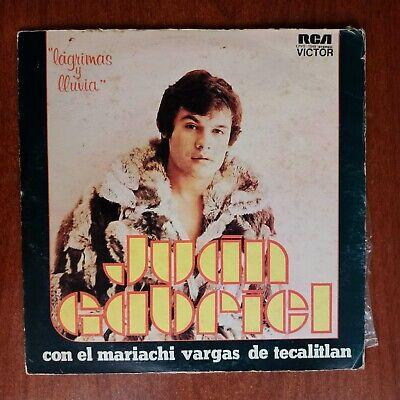 "lágrimas
y
lluvia"
RCA
VICTOR
Juan
Gabriel
con el mariachi vargas de tecalitlan